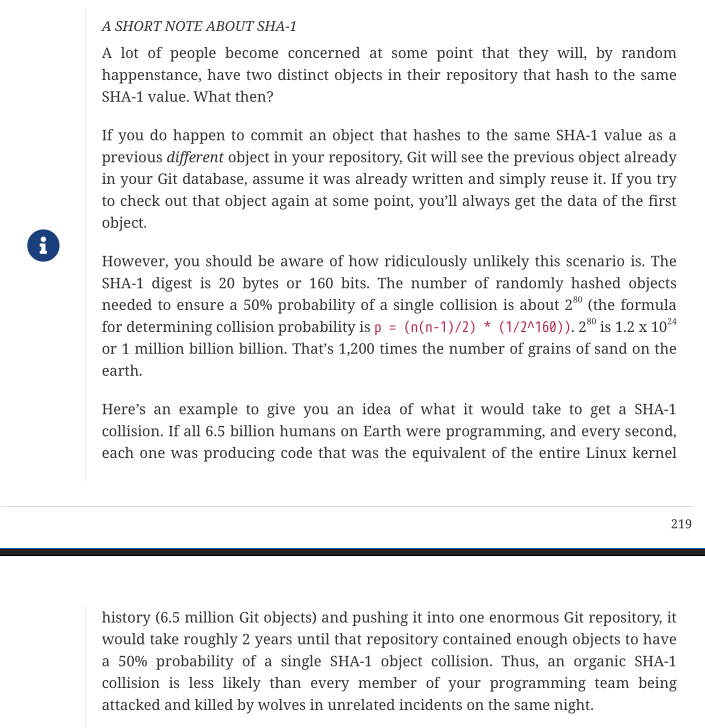 A SHORT NOTE ABOUT SHA-1
A lot of people become concerned at some point that they will, by random
happenstance, have two distinct objects in their repository that hash to the same
SHA-1 value. What then?
If you do happen to commit an object that hashes to the same SHA-1 value as a
previous different object in your repository, Git will see the previous object already
in your Git database, assume it was already written and simply reuse it. If you try
to check out that object again at some point, you’ll always get the data of the first
object.
However, you should be aware of how ridiculously unlikely this scenario is. The
SHA-1 digest is 20 bytes or 160 bits. The number of randomly hashed objects
needed to ensure a 50% probability of a single collision is about 2⁸⁰ (the formula
for determining collision probability is p = (n(n-1)/2) * (1/2^160)). 2⁸⁰ is 1.2 x 10²⁴
or 1 million billion billion. That’s 1,200 times the number of grains of sand on the
earth.
Here’s an example to give you an idea of what it would take to get a SHA-1
collision. If all 6.5 billion humans on Earth were programming, and every second,
each one was producing code that was the equivalent of the entire Linux kernel
219
history (6.5 million Git objects) and pushing it into one enormous Git repository, it
would take roughly 2 years until that repository contained enough objects to have
a 50% probability of a single SHA-1 object collision. Thus, an organic SHA-1
collision is less likely than every member of your programming team being
attacked and killed by wolves in unrelated incidents on the same night.